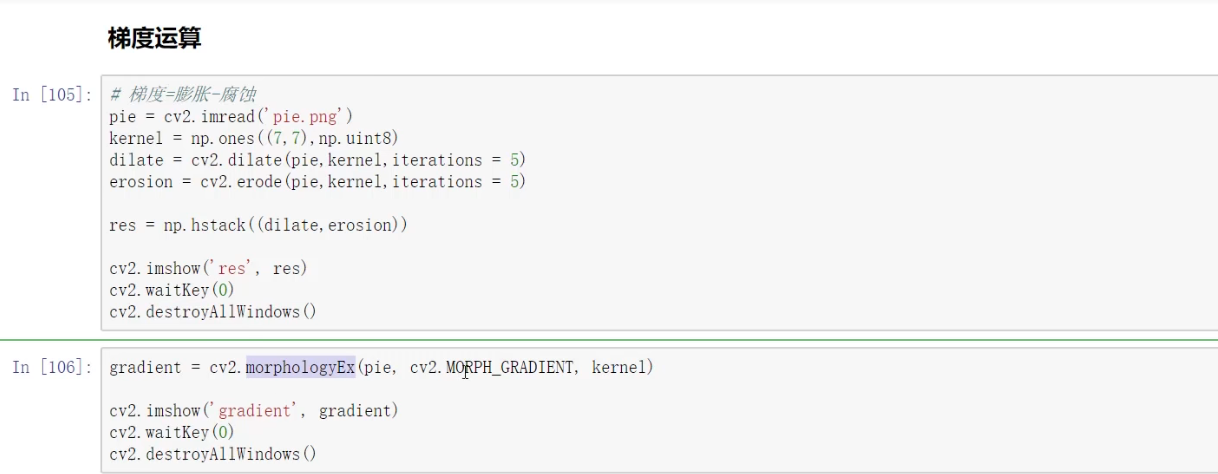 梯度运算
In [105]:
# 梯度=膨胀-腐蚀
pie = cv2.imread('pie.png')
kernel = np.ones((7,7),np.uint8)
dilate = cv2.dilate(pie,kernel,iterations = 5)
erosion = cv2.erode(pie,kernel,iterations = 5)
res = np.hstack((dilate,erosion))
cv2.imshow('res', res)
cv2.waitKey(0)
cv2.destroyAllWindows()
In [106]:
gradient = cv2.morphologyEx(pie, cv2.MORPH_GRADIENT, kernel)
cv2.imshow('gradient', gradient)
cv2.waitKey(0)
cv2.destroyAllWindows()